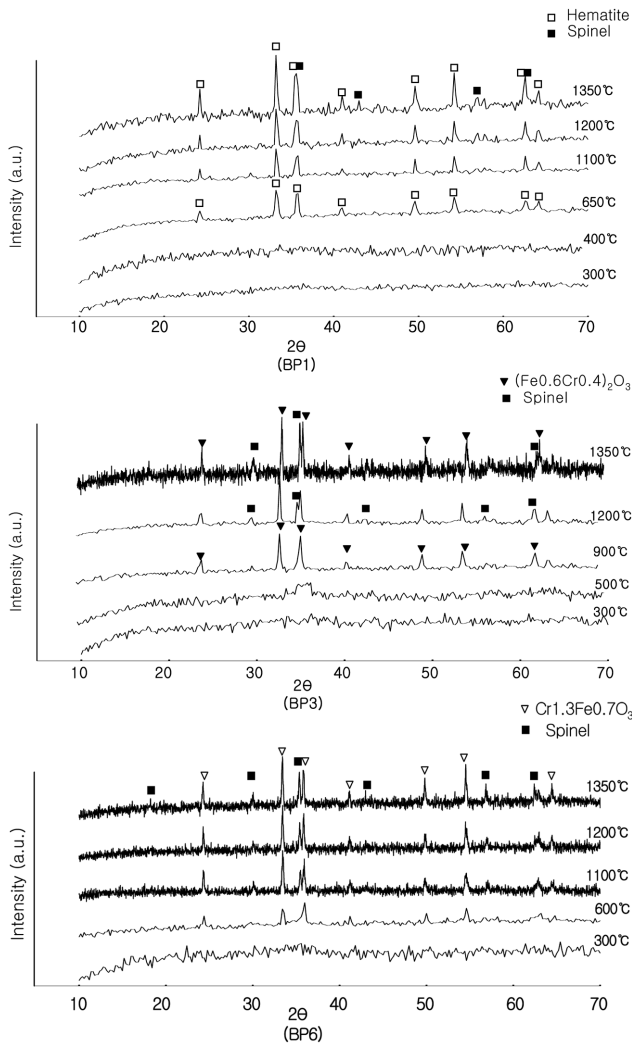 □ Hematite
■ Spinel
1350℃
1200℃
1100℃
650℃
400℃
300℃
Intensity (a.u.)
10 20 30 40 50 60 70
2Θ
(BP1)
▼ (Fe0.6Cr0.4)₂O₃
■ Spinel
1350℃
1200℃
900℃
500℃
300℃
Intensity (a.u.)
10 20 30 40 50 60 70
2Θ
(BP3)
▽ Cr1.3Fe0.7O₃
■ Spinel
1350℃
1200℃
1100℃
600℃
300℃
Intensity (a.u.)
10 20 30 40 50 60 70
2Θ
(BP6)